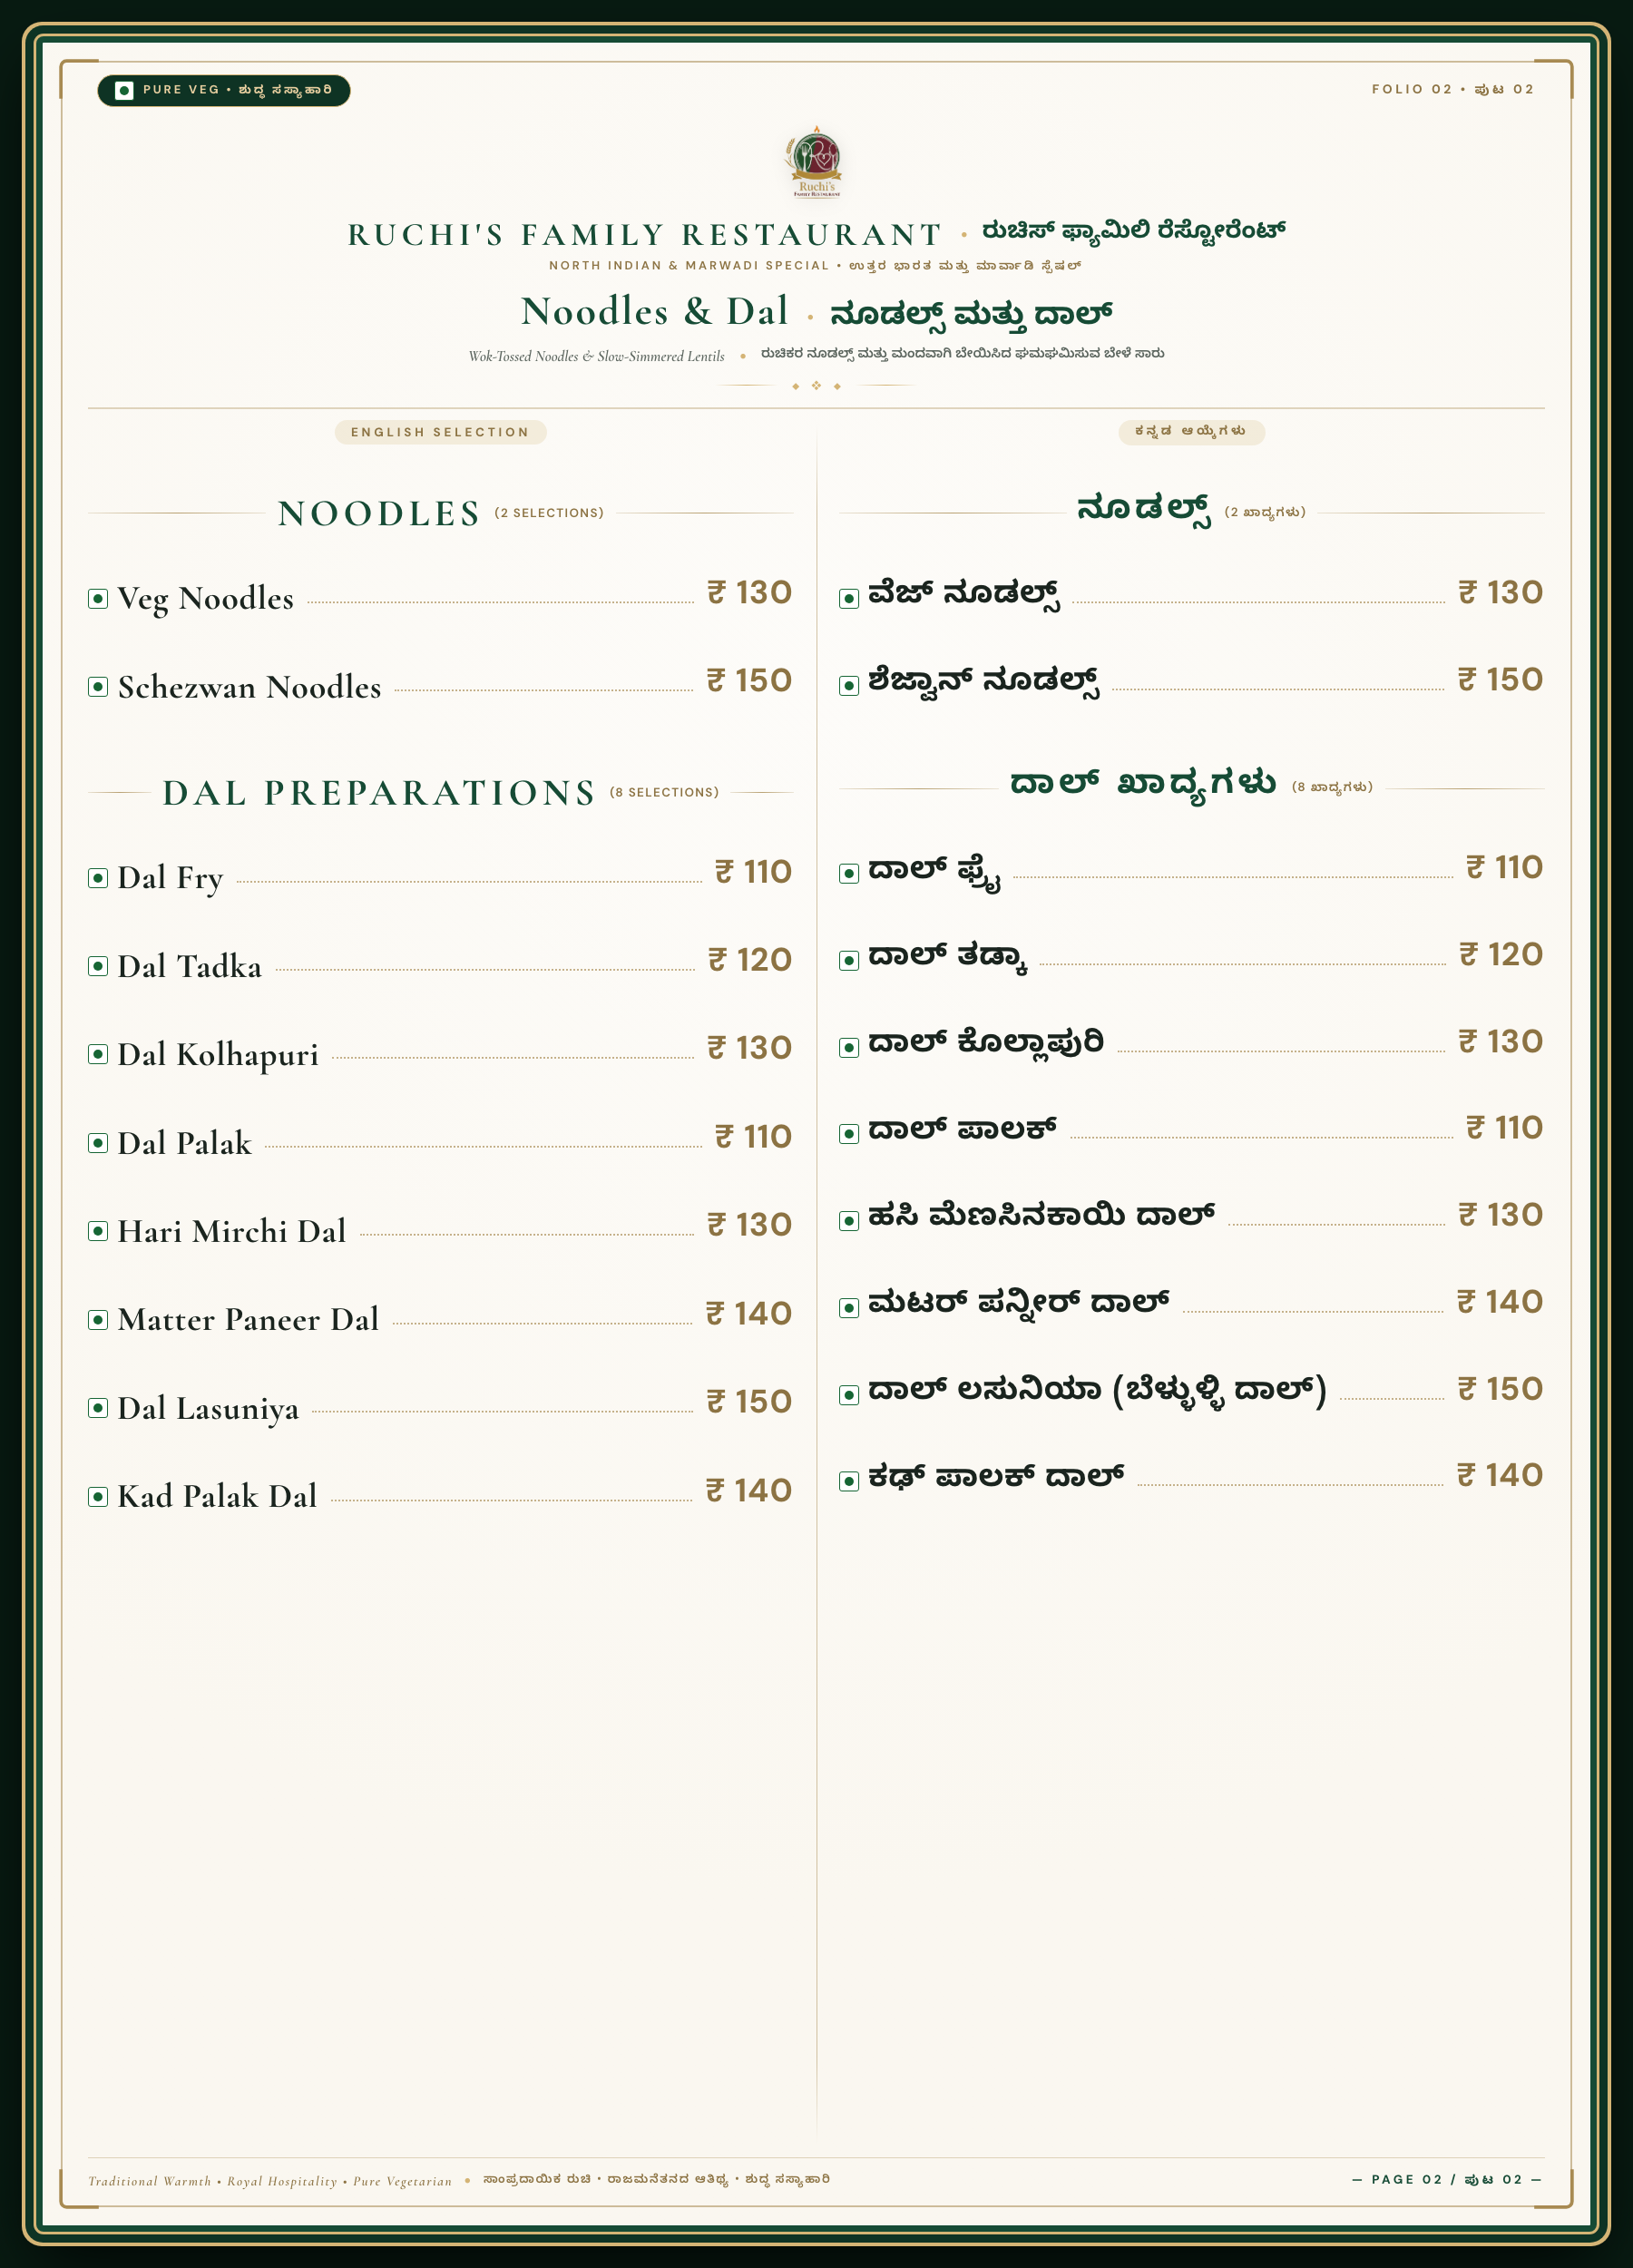 PURE VEG • ಶುದ್ಧ ಸಸ್ಯಾಹಾರಿ
FOLIO 02 • ಪುಟ 02
Ruchi's
FAMILY RESTAURANT
RUCHI'S FAMILY RESTAURANT • ರುಚಿಸ್ ಫ್ಯಾಮಿಲಿ ರೆಸ್ಟೋರೆಂಟ್
NORTH INDIAN & MARWADI SPECIAL • ಉತ್ತರ ಭಾರತ ಮತ್ತು ಮಾರ್ವಾಡಿ ಸ್ಪೆಷಲ್
Noodles & Dal • ನೂಡಲ್ಸ್ ಮತ್ತು ದಾಲ್
Wok-Tossed Noodles & Slow-Simmered Lentils • ರುಚಿಕರ ನೂಡಲ್ಸ್ ಮತ್ತು ಮಂದವಾಗಿ ಬೇಯಿಸಿದ ಘಮಘಮಿಸುವ ಬೇಳೆ ಸಾರು
ENGLISH SELECTION
NOODLES (2 SELECTIONS)
Veg Noodles ₹ 130
Schezwan Noodles ₹ 150
DAL PREPARATIONS (8 SELECTIONS)
Dal Fry ₹ 110
Dal Tadka ₹ 120
Dal Kolhapuri ₹ 130
Dal Palak ₹ 110
Hari Mirchi Dal ₹ 130
Matter Paneer Dal ₹ 140
Dal Lasuniya ₹ 150
Kad Palak Dal ₹ 140
ಕನ್ನಡ ಆಯ್ಕೆಗಳು
ನೂಡಲ್ಸ್ (2 ಖಾದ್ಯಗಳು)
ವೆಜ್ ನೂಡಲ್ಸ್ ₹ 130
ಶೆಜ್ವಾನ್ ನೂಡಲ್ಸ್ ₹ 150
ದಾಲ್ ಖಾದ್ಯಗಳು (8 ಖಾದ್ಯಗಳು)
ದಾಲ್ ಫ್ರೈ ₹ 110
ದಾಲ್ ತಡ್ಕಾ ₹ 120
ದಾಲ್ ಕೊಲ್ಲಾಪುರಿ ₹ 130
ದಾಲ್ ಪಾಲಕ್ ₹ 110
ಹಸಿ ಮೆಣಸಿನಕಾಯಿ ದಾಲ್ ₹ 130
ಮಟರ್ ಪನ್ನೀರ್ ದಾಲ್ ₹ 140
ದಾಲ್ ಲಸುನಿಯಾ (ಬೆಳ್ಳುಳ್ಳಿ ದಾಲ್) ₹ 150
ಕಢ್ ಪಾಲಕ್ ದಾಲ್ ₹ 140
Traditional Warmth • Royal Hospitality • Pure Vegetarian • ಸಾಂಪ್ರದಾಯಿಕ ರುಚಿ • ರಾಜಮನೆತನದ ಆತಿಥ್ಯ • ಶುದ್ಧ ಸಸ್ಯಾಹಾರಿ
— PAGE 02 / ಪುಟ 02 —